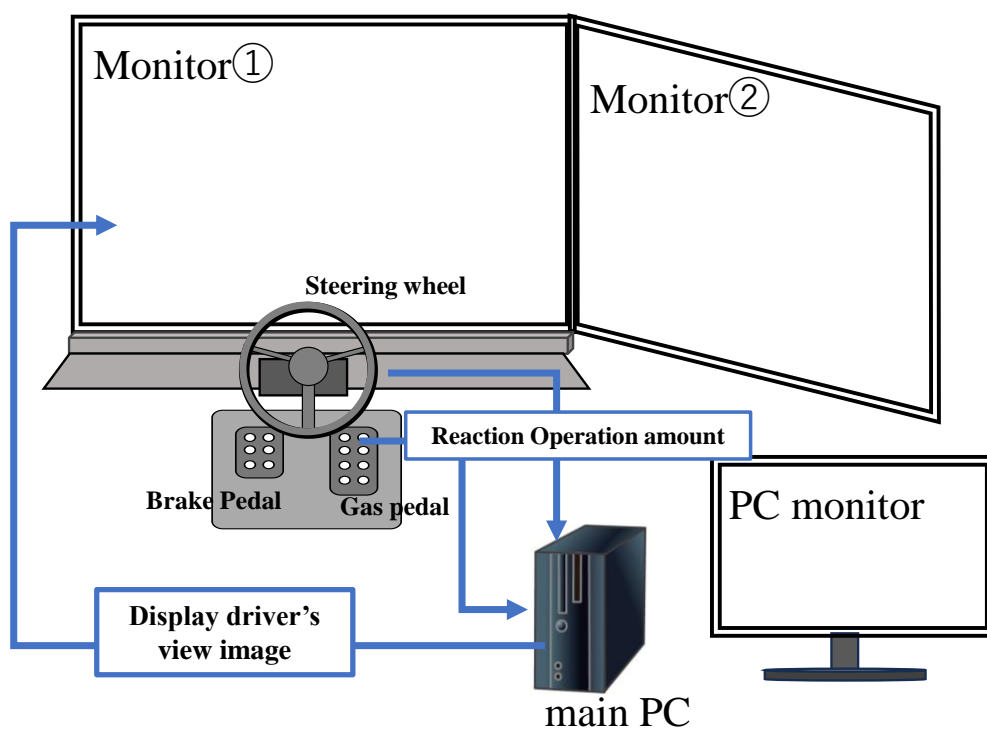 Monitor①
Monitor②
Steering wheel
Reaction Operation amount
Brake Pedal
Gas pedal
PC monitor
Display driver’s
view image
main PC